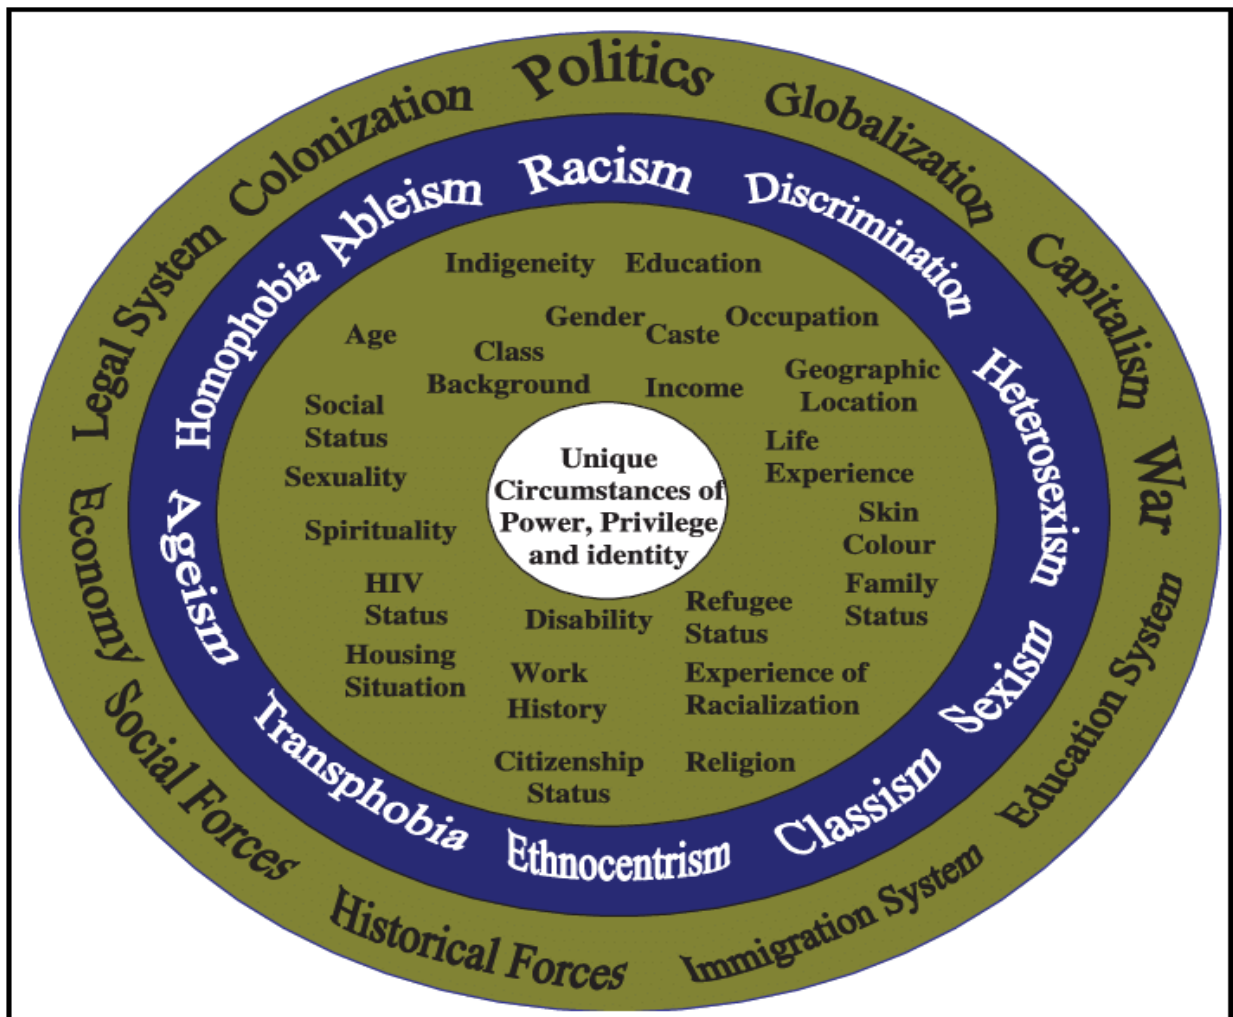 Politics
Globalization
Capitalism
War
Education System
Immigration System
Historical Forces
Social Forces
Economy
Legal System
Colonization
Racism
Discrimination
Heterosexism
Sexism
Classism
Ethnocentrism
Transphobia
Ageism
Homophobia
Ableism
Indigeneity
Education
Gender
Caste
Occupation
Age
Class
Background
Income
Geographic
Location
Social
Status
Life
Experience
Sexuality
Skin
Colour
Spirituality
HIV
Status
Disability
Refugee
Status
Family
Status
Housing
Situation
Work
History
Experience of
Racialization
Citizenship
Status
Religion
Unique
Circumstances of
Power, Privilege
and identity